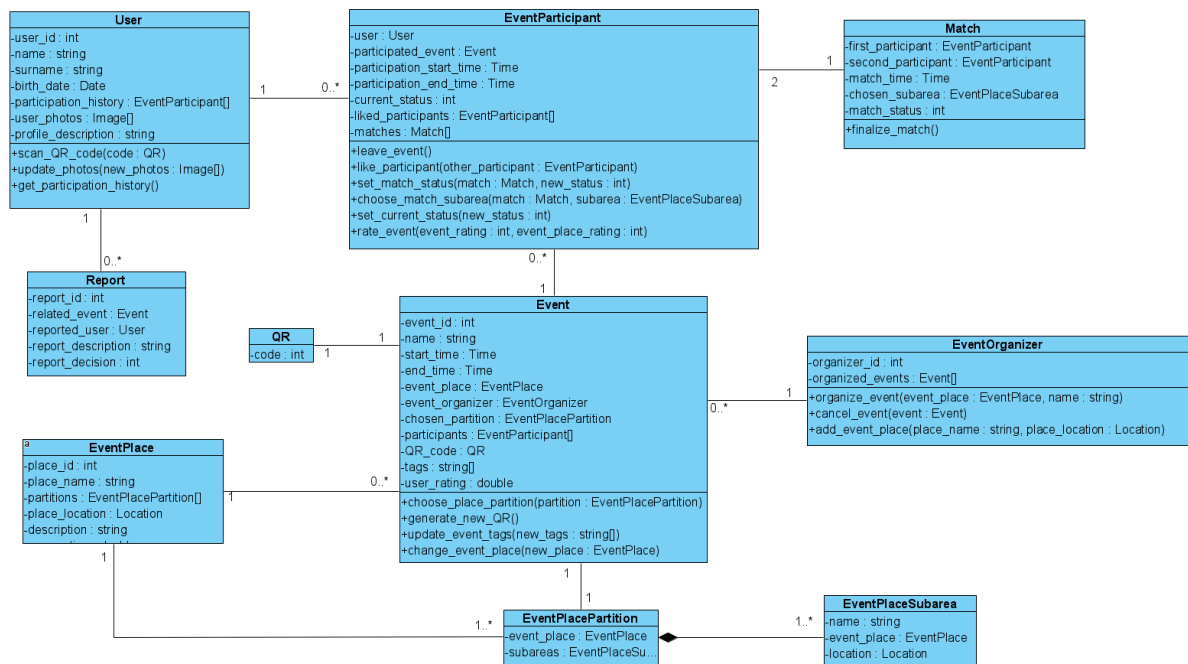 User
-user_id : int
-name : string
-surname : string
-birth_date : Date
-participation_history : EventParticipant[]
-user_photos : Image[]
-profile_description : string
+scan_QR_code(code : QR)
+update_photos(new_photos : Image[])
+get_participation_history()
1
0..*
EventParticipant
-user : User
-participated_event : Event
-participation_start_time : Time
-participation_end_time : Time
-current_status : int
-liked_participants : EventParticipant[]
-matches : Match[]
+leave_event()
+like_participant(other_participant : EventParticipant)
+set_match_status(match : Match, new_status : int)
+choose_match_subarea(match : Match, subarea : EventPlaceSubarea)
+set_current_status(new_status : int)
+rate_event(event_rating : int, event_place_rating : int)
2
1
Match
-first_participant : EventParticipant
-second_participant : EventParticipant
-match_time : Time
-chosen_subarea : EventPlaceSubarea
-match_status : int
+finalize_match()
1
0..*
Report
-report_id : int
-related_event : Event
-reported_user : User
-report_description : string
-report_decision : int
0..*
1
QR
-code : int
1
1
Event
-event_id : int
-name : string
-start_time : Time
-end_time : Time
-event_place : EventPlace
-event_organizer : EventOrganizer
-chosen_partition : EventPlacePartition
-participants : EventParticipant[]
-QR_code : QR
-tags : string[]
-user_rating : double
+choose_place_partition(partition : EventPlacePartition)
+generate_new_QR()
+update_event_tags(new_tags : string[])
+change_event_place(new_place : EventPlace)
0..*
1
EventOrganizer
-organizer_id : int
-organized_events : Event[]
+organize_event(event_place : EventPlace, name : string)
+cancel_event(event : Event)
+add_event_place(place_name : string, place_location : Location)
a
EventPlace
-place_id : int
-place_name : string
-partitions : EventPlacePartition[]
-place_location : Location
-description : string
1
0..*
1
1..*
1
1
EventPlacePartition
-event_place : EventPlace
-subareas : EventPlaceSu...
1..*
EventPlaceSubarea
-name : string
-event_place : EventPlace
-location : Location